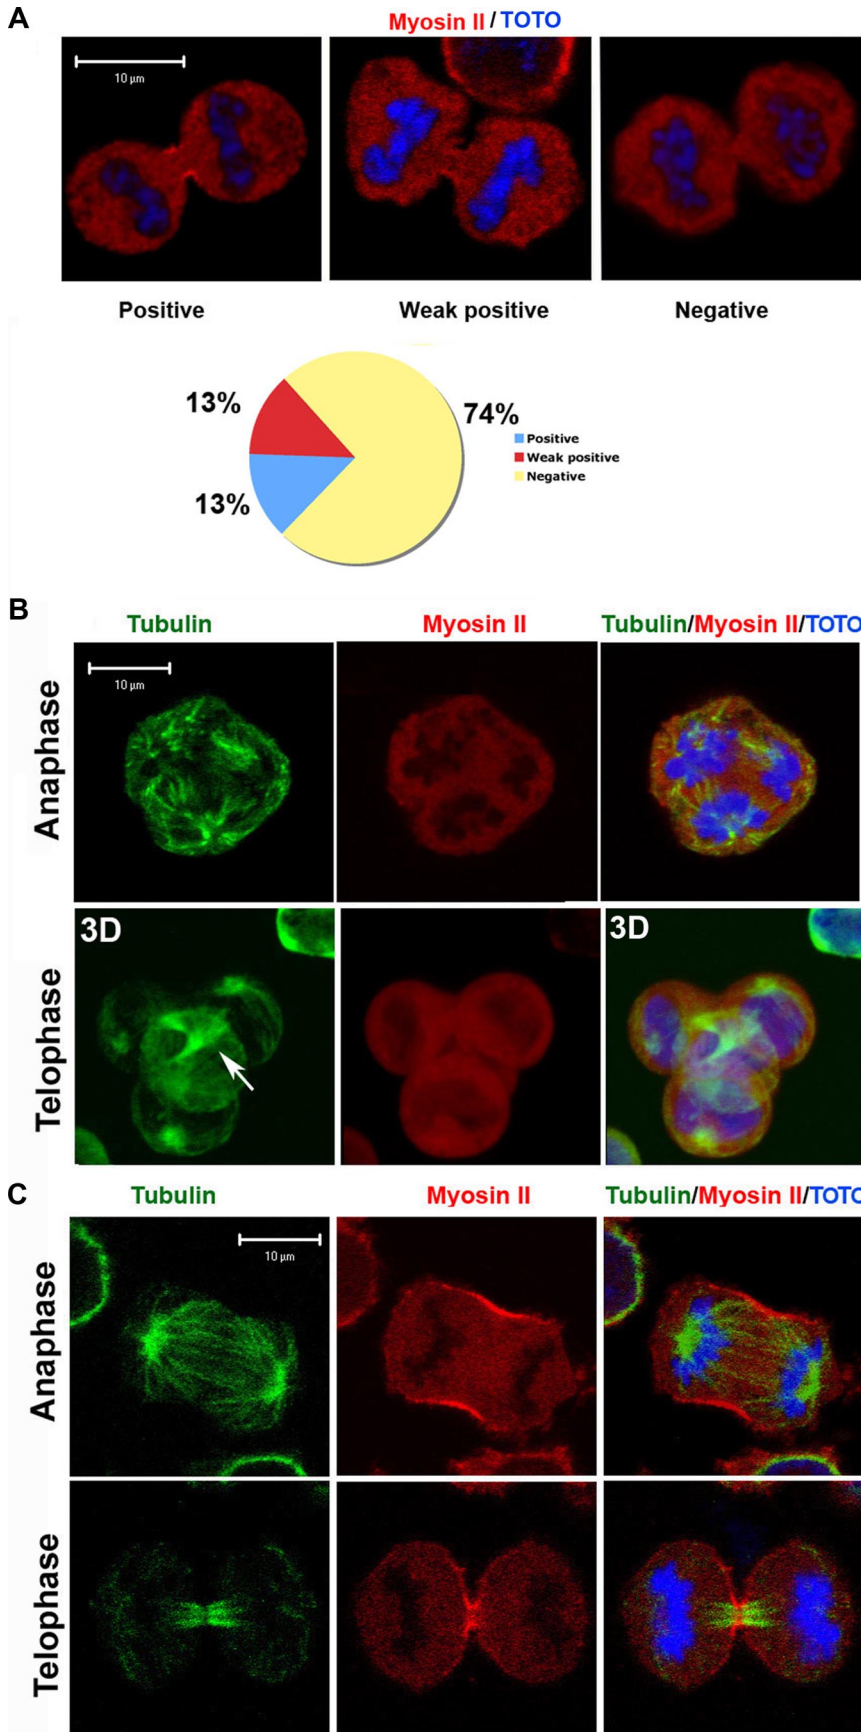 A
Myosin II / TOTO
10 µm
Positive Weak positive Negative
13%
74%
13%
Positive
Weak positive
Negative
B
Tubulin Myosin II Tubulin/Myosin II/TOTO
Anaphase
10 µm
Telophase
3D 3D
C
Tubulin Myosin II Tubulin/Myosin II/TOTO
Anaphase
10 µm
Telophase